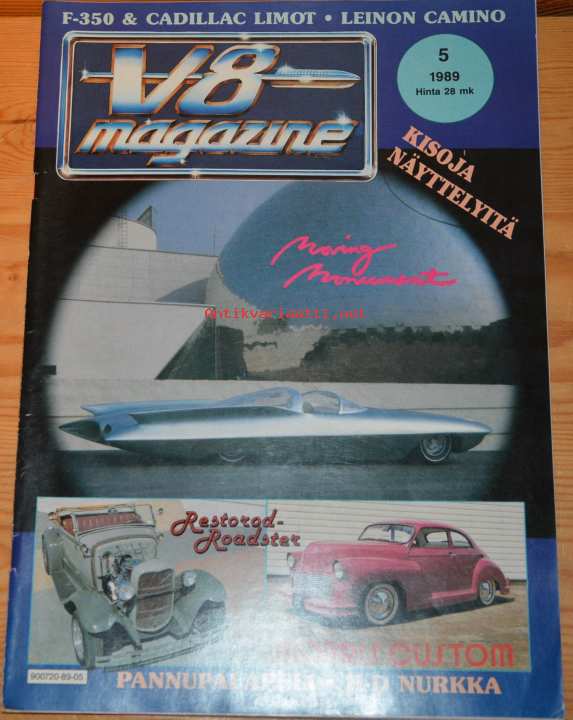 F-350 & CADILLAC LIMOT • LEINON CAMINO
V8
magazine
5
1989
Hinta 28 mk
KISOJA
NÄYTTELYITÄ
Moving
Monument
Antikvariaatti.net
Restorod-
Roadster
CUSTOM
900720-89-05
H-D NURKKA